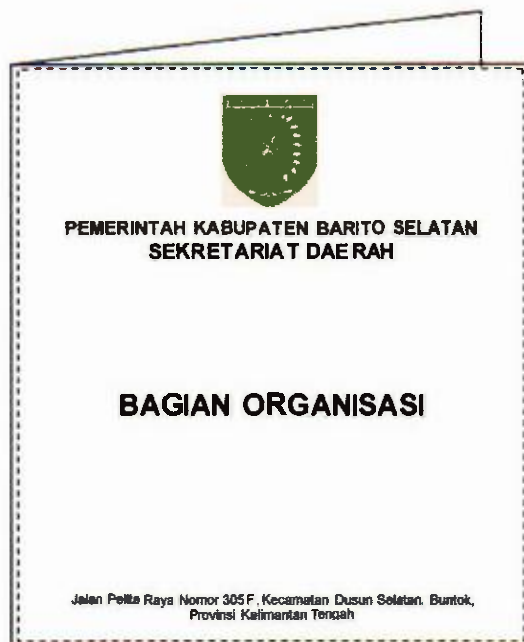 PEMERINTAH KABUPATEN BARITO SELATAN
SEKRETARIAT DAERAH
BAGIAN ORGANISASI
Jalan Pelita Raya Nomor 305 F, Kecamatan Dusun Selatan. Buntok,
Provinsi Kalimantan Tengah